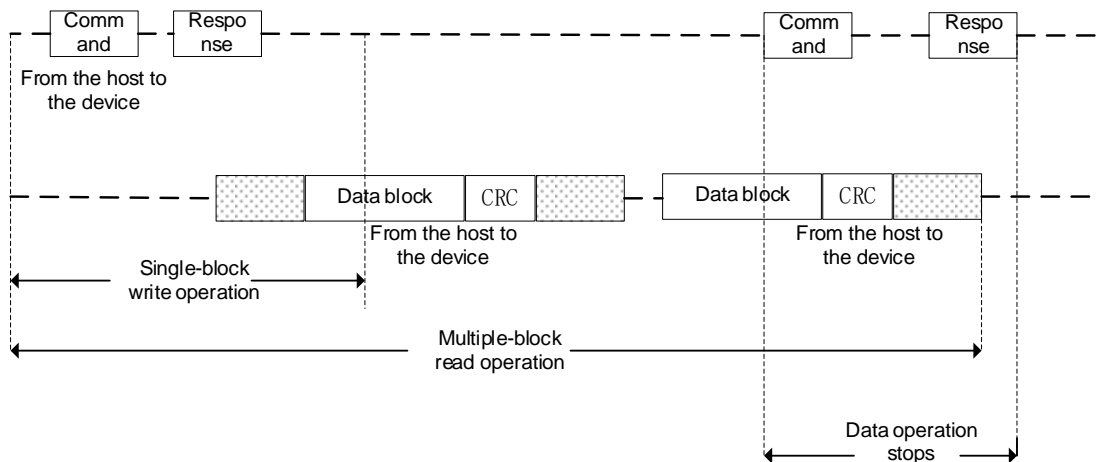 Comm
and
Respo
nse
Comm
and
Respo
nse
From the host to
the device
Data block
CRC
Data block
CRC
From the host to
the device
From the host to
the device
Single-block
write operation
Multiple-block
read operation
Data operation
stops